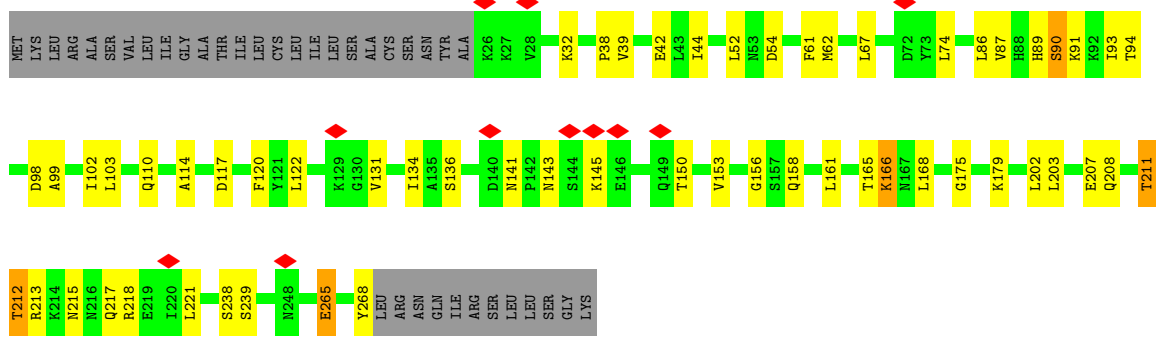 MET LYS LEU ARG ALA SER VAL LEU ILE GLY ALA THR ILE LEU CYS LEU ILE LEU SER ALA CYS SER ASN TYR ALA K26 K27 V28 K32 P38 V39 E42 L43 I44 L52 N53 D54 F61 M62 L67 D72 Y73 L74 L86 V87 H88 H89 S90 K91 K92 I93 T94
D98 A99 I102 L103 Q110 A114 D117 F120 Y121 L122 K129 G130 V131 I134 A135 S136 D140 N141 P142 N143 S144 K145 E146 Q149 T150 V153 G156 S157 Q158 L161 T165 K166 N167 L168 G175 K179 L202 L203 E207 Q208 T211
T212 R213 K214 N215 N216 Q217 R218 E219 I220 L221 S238 S239 N248 E265 Y268 LEU ARG ASN GLN ILE ARG SER LEU LEU SER GLY LYS